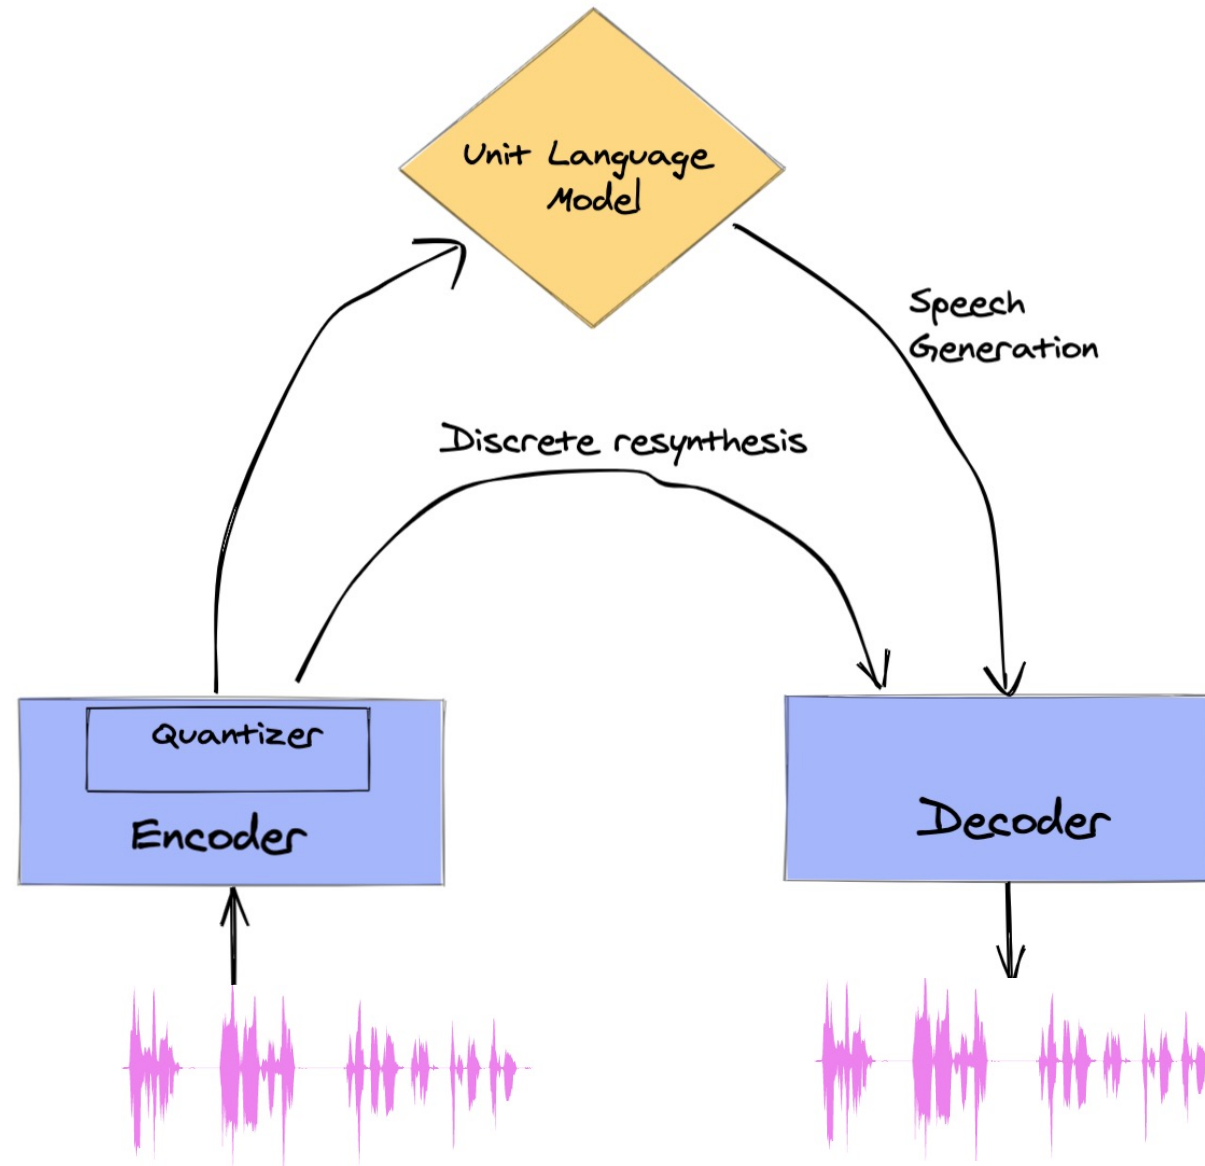 Unit Language
Model
Speech
Generation
Discrete resynthesis
Quantizer
Encoder
Decoder